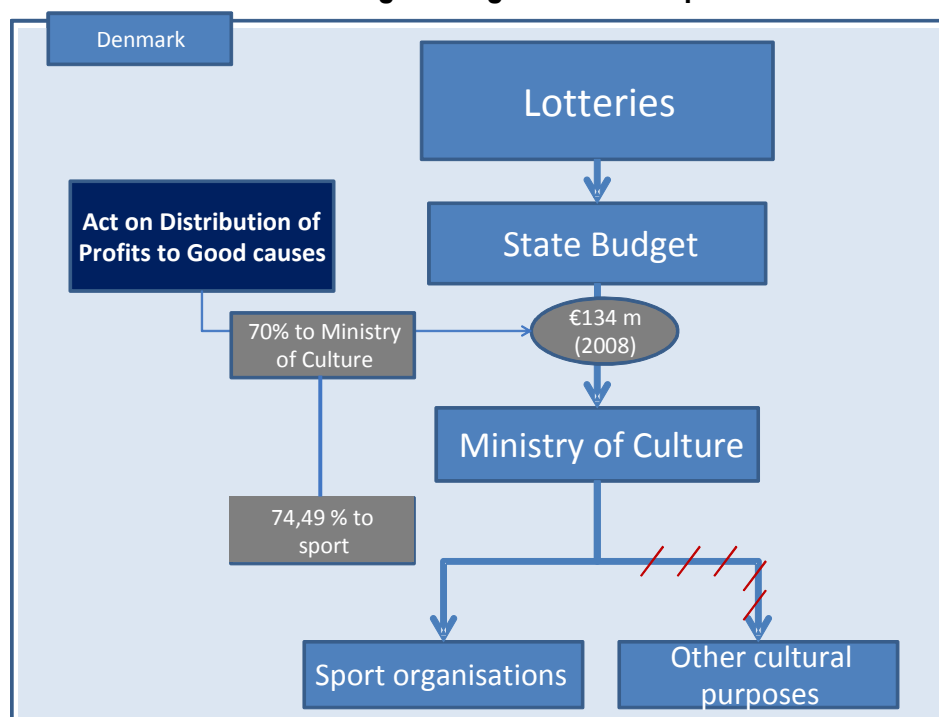 Denmark
Lotteries
Act on Distribution of
Profits to Good causes
State Budget
70% to Ministry
of Culture
€134 m
(2008)
Ministry of Culture
74,49 % to
sport
Sport organisations
Other cultural
purposes